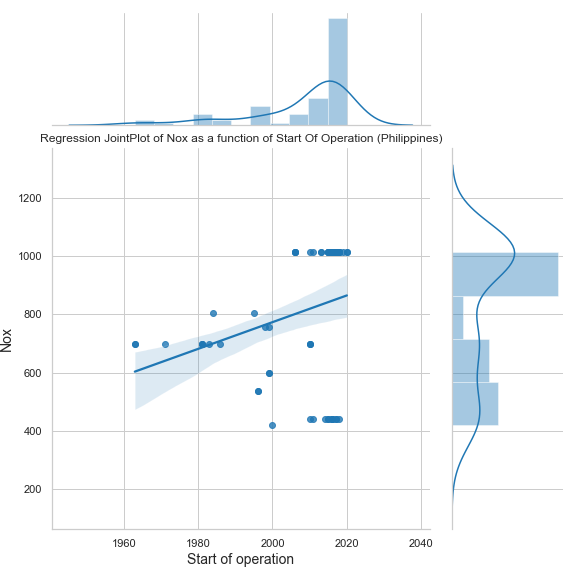 Regression JointPlot of Nox as a function of Start Of Operation (Philippines)
1200
1000
800
600
400
200
Nox
1960 1980 2000 2020 2040
Start of operation